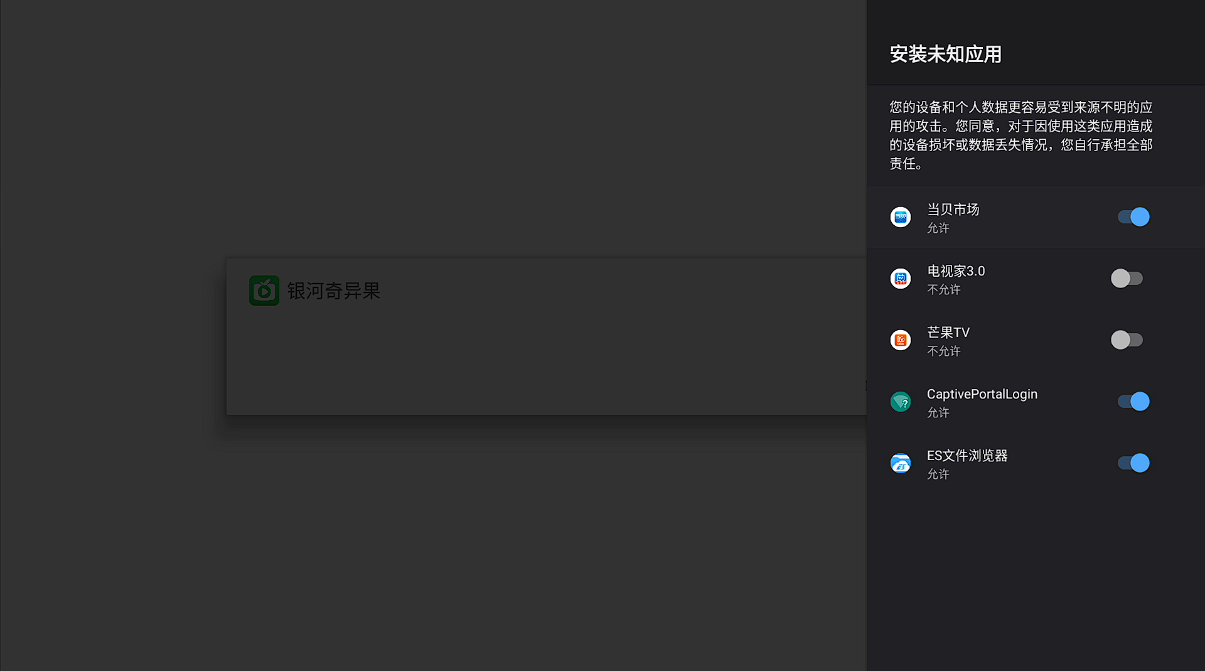 安装未知应用
您的设备和个人数据更容易受到来源不明的应
用的攻击。您同意，对于因使用这类应用造成
的设备损坏或数据丢失情况，您自行承担全部
责任。
银河奇异果
当贝市场
允许
电视家3.0
不允许
芒果TV
不允许
CaptivePortalLogin
允许
ES文件浏览器
允许